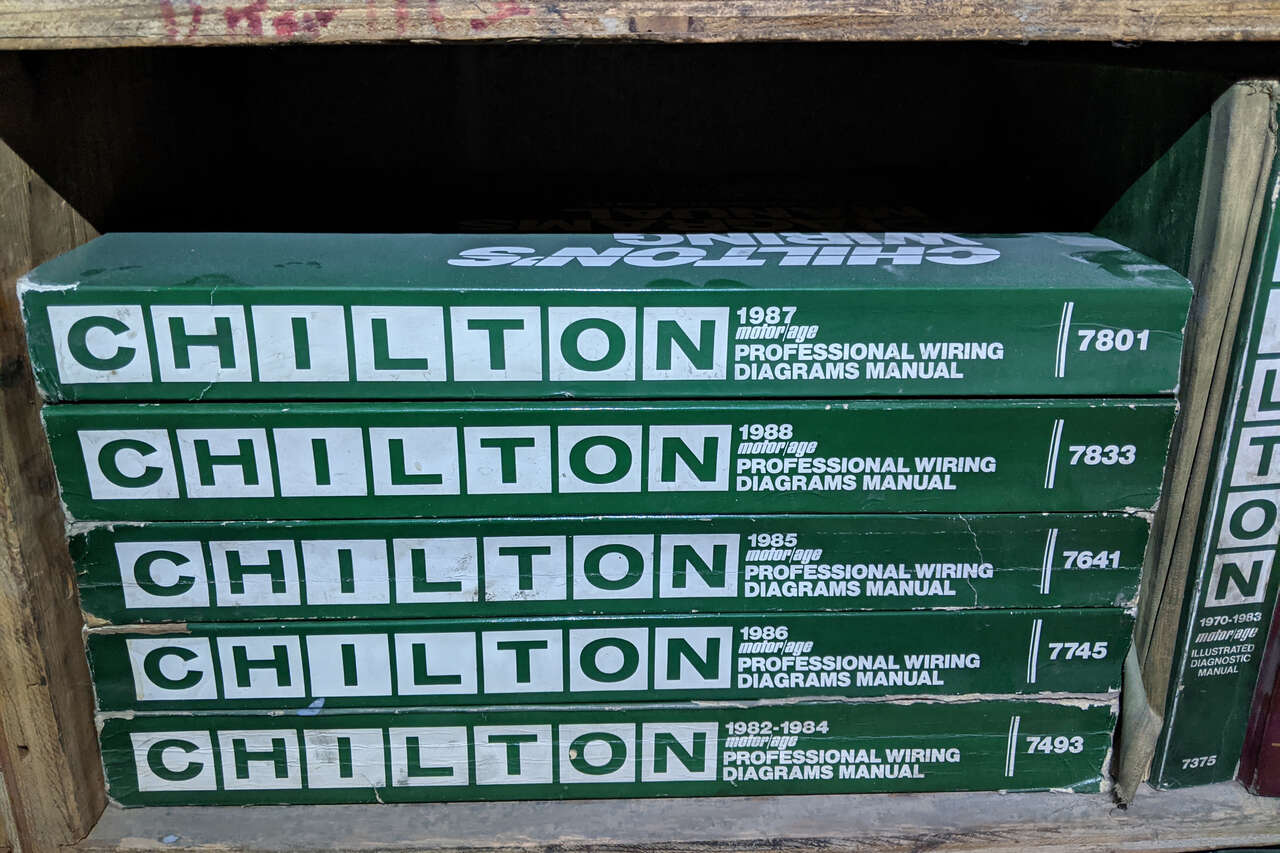 CHILTON'S
WIRING
CHILTON
1987
motor/age
PROFESSIONAL WIRING
DIAGRAMS MANUAL
7801
CHILTON
1988
motor/age
PROFESSIONAL WIRING
DIAGRAMS MANUAL
7833
CHILTON
1985
motor/age
PROFESSIONAL WIRING
DIAGRAMS MANUAL
7641
CHILTON
1986
motor/age
PROFESSIONAL WIRING
DIAGRAMS MANUAL
7745
CHILTON
1982-1984
motor/age
PROFESSIONAL WIRING
DIAGRAMS MANUAL
7493
LTON
1970-1983
motor/age
ILLUSTRATED
DIAGNOSTIC
MANUAL
7375